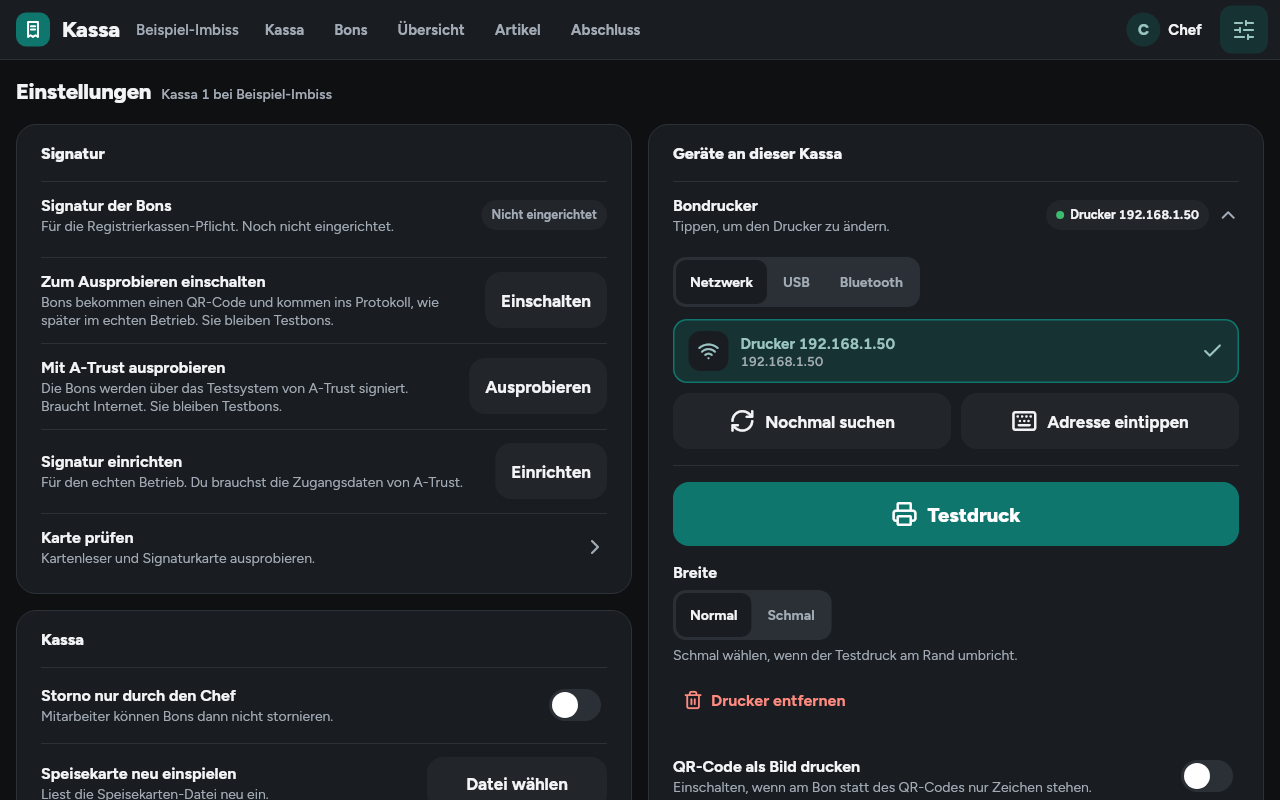 Kassa
Beispiel-Imbiss
Kassa
Bons
Übersicht
Artikel
Abschluss
C
Chef
Einstellungen
Kassa 1 bei Beispiel-Imbiss
Signatur
Signatur der Bons
Für die Registrierkassen-Pflicht. Noch nicht eingerichtet.
Nicht eingerichtet
Zum Ausprobieren einschalten
Bons bekommen einen QR-Code und kommen ins Protokoll, wie
später im echten Betrieb. Sie bleiben Testbons.
Einschalten
Mit A-Trust ausprobieren
Die Bons werden über das Testsystem von A-Trust signiert.
Braucht Internet. Sie bleiben Testbons.
Ausprobieren
Signatur einrichten
Für den echten Betrieb. Du brauchst die Zugangsdaten von A-Trust.
Einrichten
Karte prüfen
Kartenleser und Signaturkarte ausprobieren.
Kassa
Storno nur durch den Chef
Mitarbeiter können Bons dann nicht stornieren.
Speisekarte neu einspielen
Liest die Speisekarten-Datei neu ein.
Datei wählen
Geräte an dieser Kassa
Bondrucker
Tippen, um den Drucker zu ändern.
Drucker 192.168.1.50
Netzwerk
USB
Bluetooth
Drucker 192.168.1.50
192.168.1.50
Nochmal suchen
Adresse eintippen
Testdruck
Breite
Normal
Schmal
Schmal wählen, wenn der Testdruck am Rand umbricht.
Drucker entfernen
QR-Code als Bild drucken
Einschalten, wenn am Bon statt des QR-Codes nur Zeichen stehen.